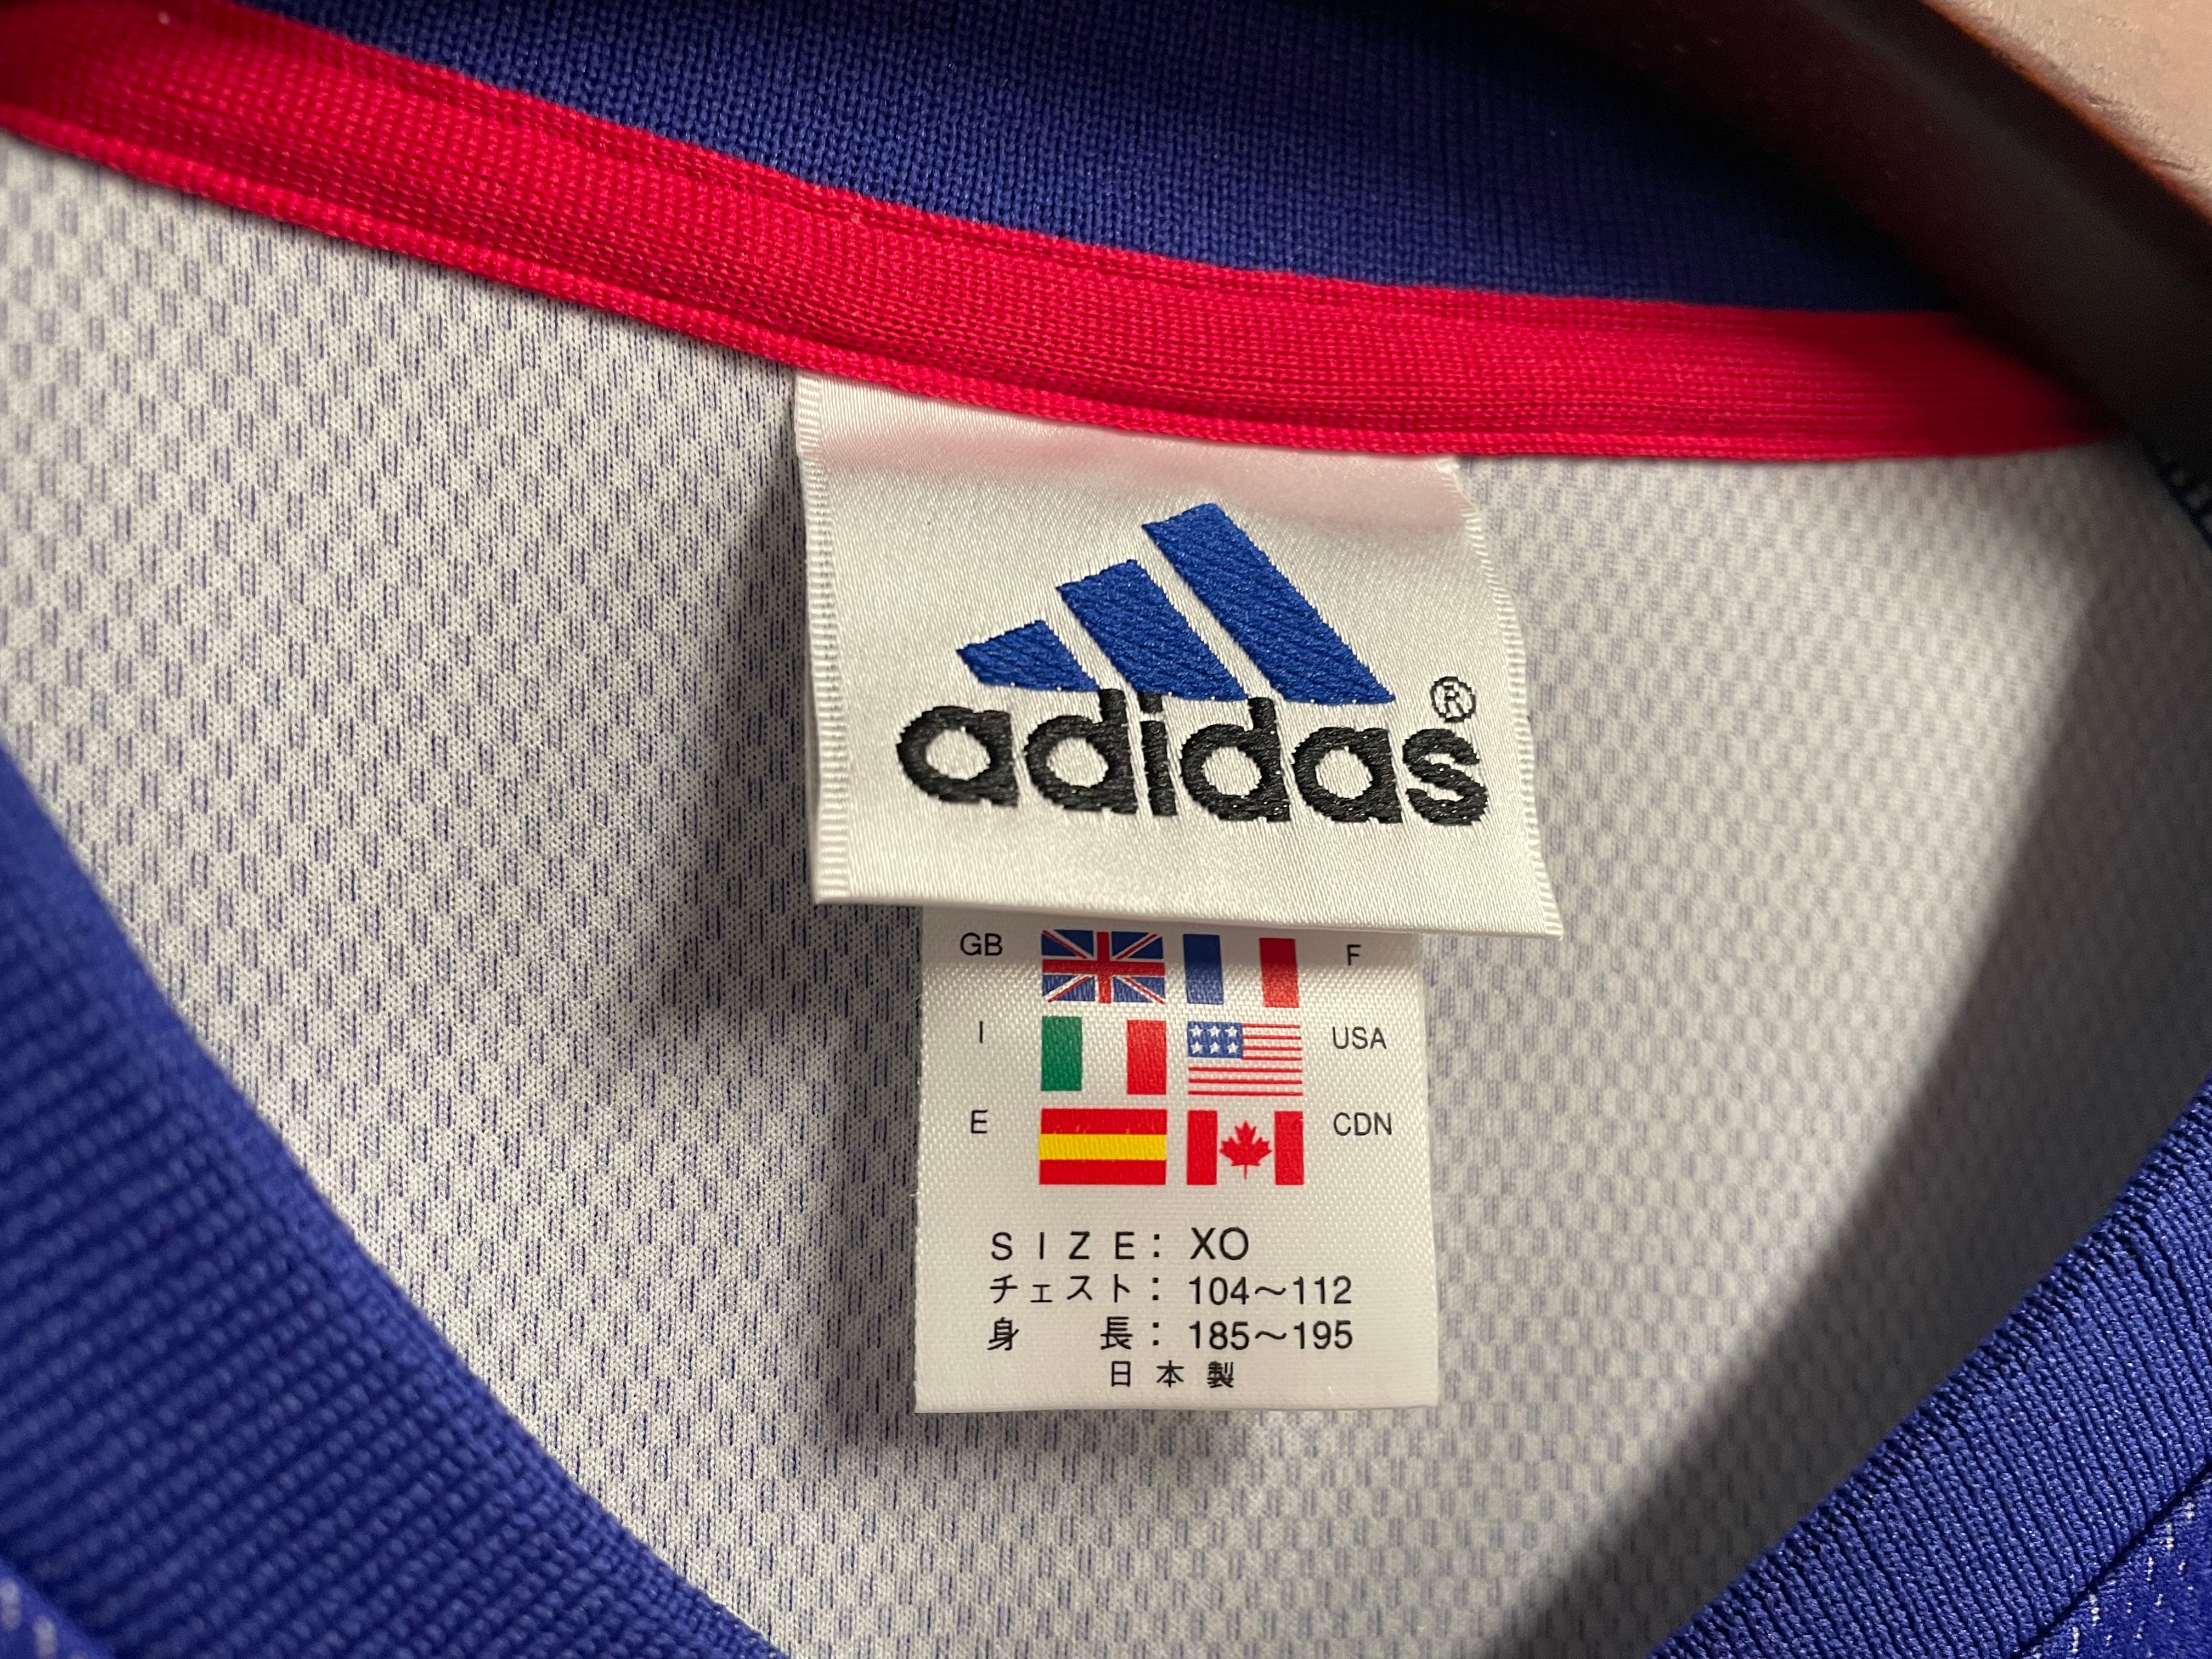 adidas®
GB F
I USA
E CDN
SIZE: XO
チェスト: 104～112
身長: 185～195
日本製